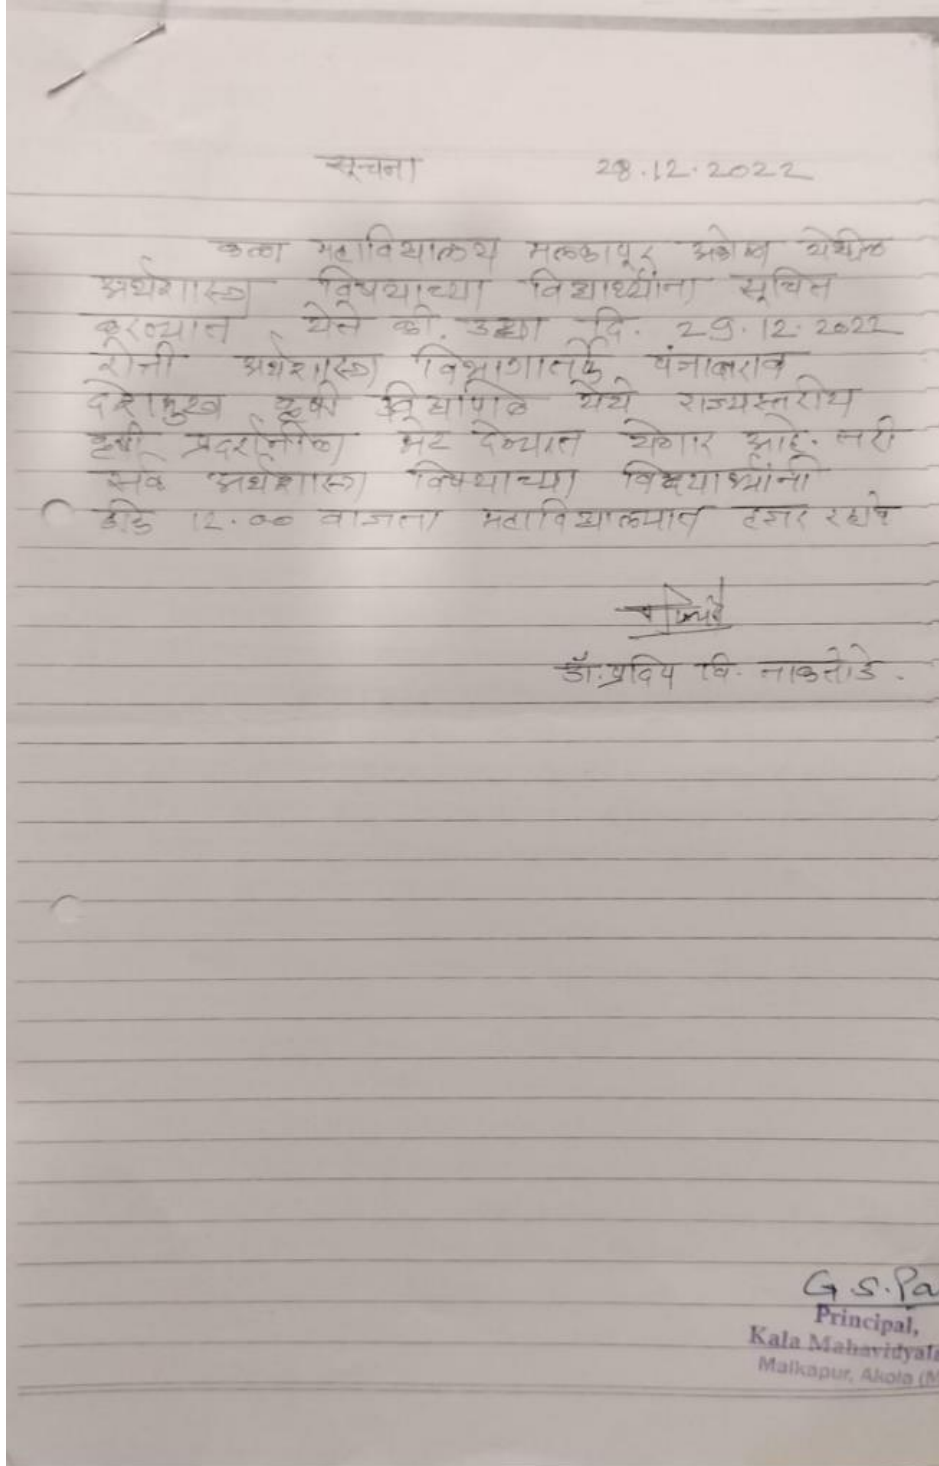 सूचना 28.12.2022
कला महाविद्यालय मलकापूर अकोला येथील
अर्थशास्त्र विषयाच्या विद्यार्थ्यांना सूचित
करण्यात येते की. उद्या दि. 29.12.2022
रोजी अर्थशास्त्र विभागातर्फे पंजाबराव
देशमुख कृषी येथे राज्यस्तरीय
कृषी प्रदर्शनीला भेट देण्यात येणार आहे. तरी
सर्व अर्थशास्त्र विषयाच्या विद्यार्थ्यांनी
ठीक 12.00 वाजता महाविद्यालयात हजर रहावे
डॉ. प्रदिप वि. नाकतोडे.
G.S.Pa
Principal,
Kala Mahavidyala
Malkapur, Akola (M